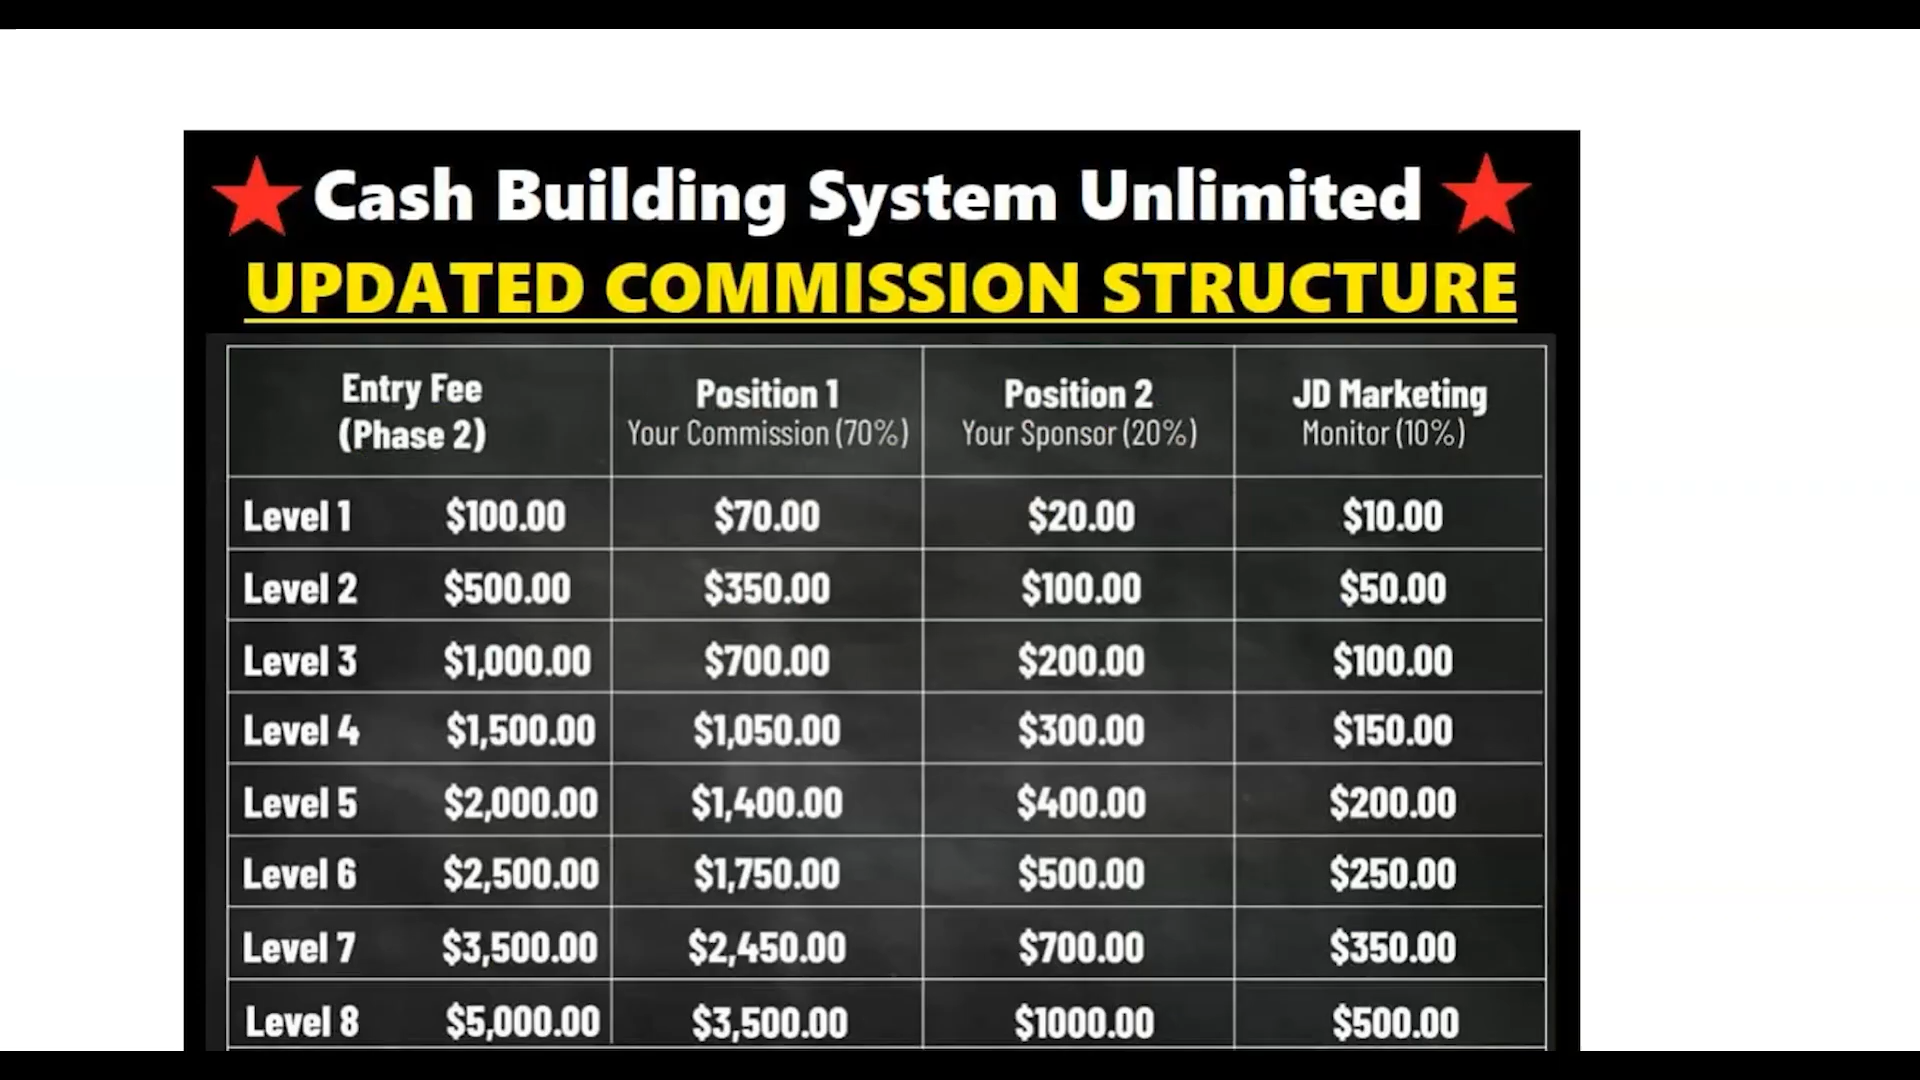 Cash Building System Unlimited
UPDATED COMMISSION STRUCTURE
Entry Fee (Phase 2) Position 1 Your Commission (70%) Position 2 Your Sponsor (20%) JD Marketing Monitor (10%)
Level 1 $100.00 $70.00 $20.00 $10.00
Level 2 $500.00 $350.00 $100.00 $50.00
Level 3 $1,000.00 $700.00 $200.00 $100.00
Level 4 $1,500.00 $1,050.00 $300.00 $150.00
Level 5 $2,000.00 $1,400.00 $400.00 $200.00
Level 6 $2,500.00 $1,750.00 $500.00 $250.00
Level 7 $3,500.00 $2,450.00 $700.00 $350.00
Level 8 $5,000.00 $3,500.00 $1000.00 $500.00